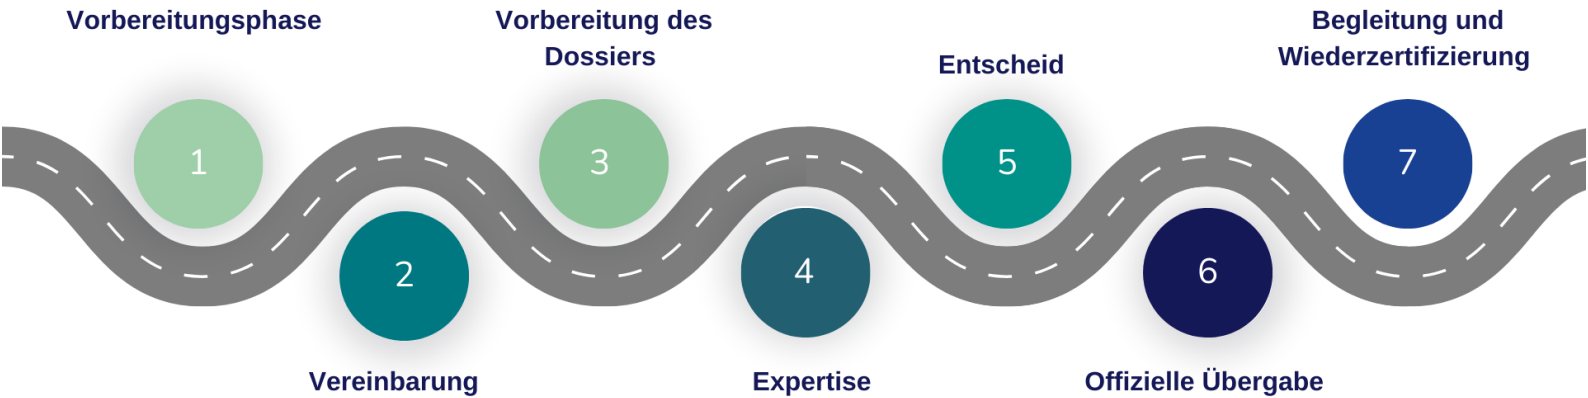 Vorbereitungsphase
1
2
Vereinbarung
Vorbereitung des
Dossiers
3
4
Expertise
Entscheid
5
6
Offizielle Übergabe
Begleitung und
Wiederzertifizierung
7